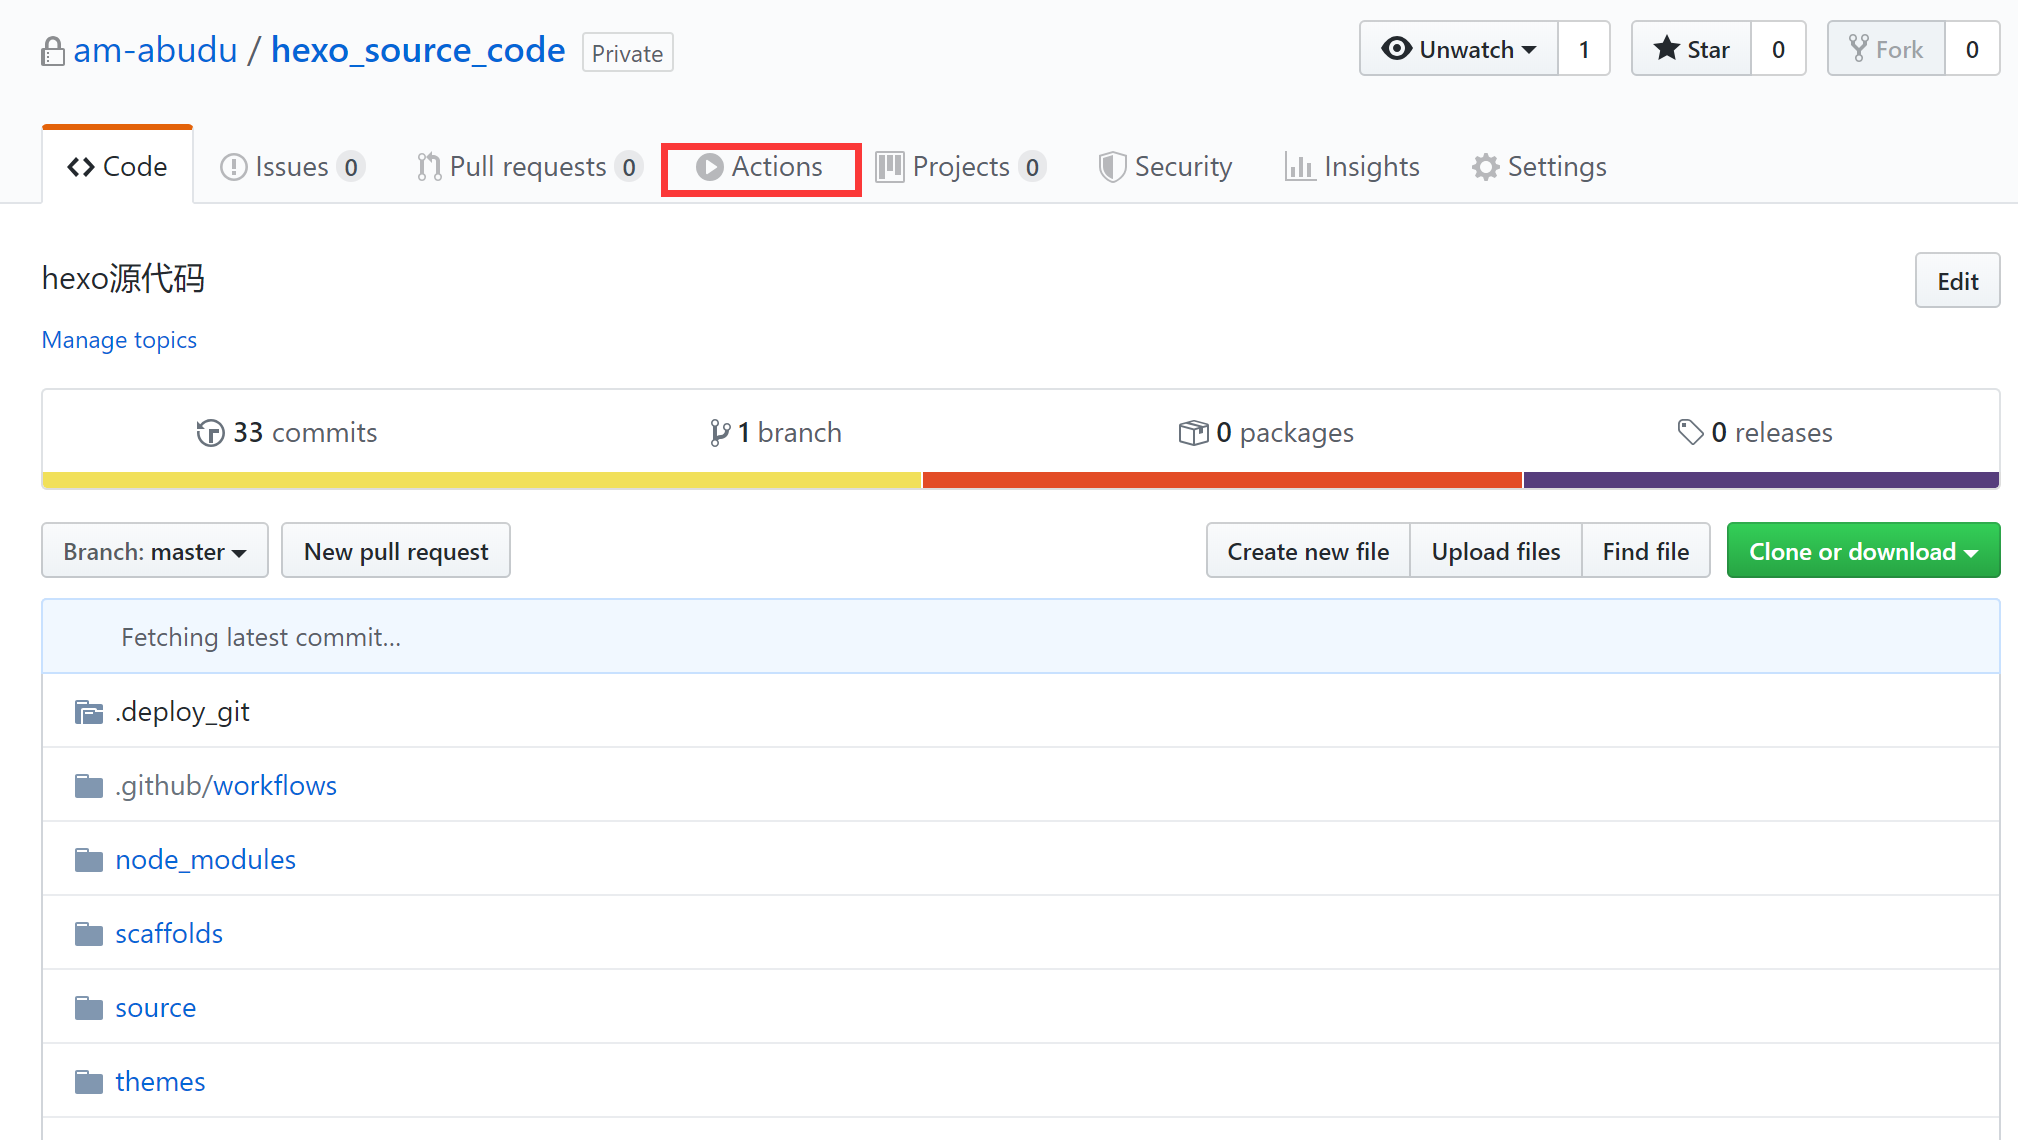 am-abudu / hexo_source_code Private
Unwatch 1 Star 0 Fork 0
Code Issues 0 Pull requests 0 Actions Projects 0 Security Insights Settings
hexo源代码
Edit
Manage topics
33 commits 1 branch 0 packages 0 releases
Branch: master New pull request Create new file Upload files Find file Clone or download
Fetching latest commit...
.deploy_git
.github/workflows
node_modules
scaffolds
source
themes